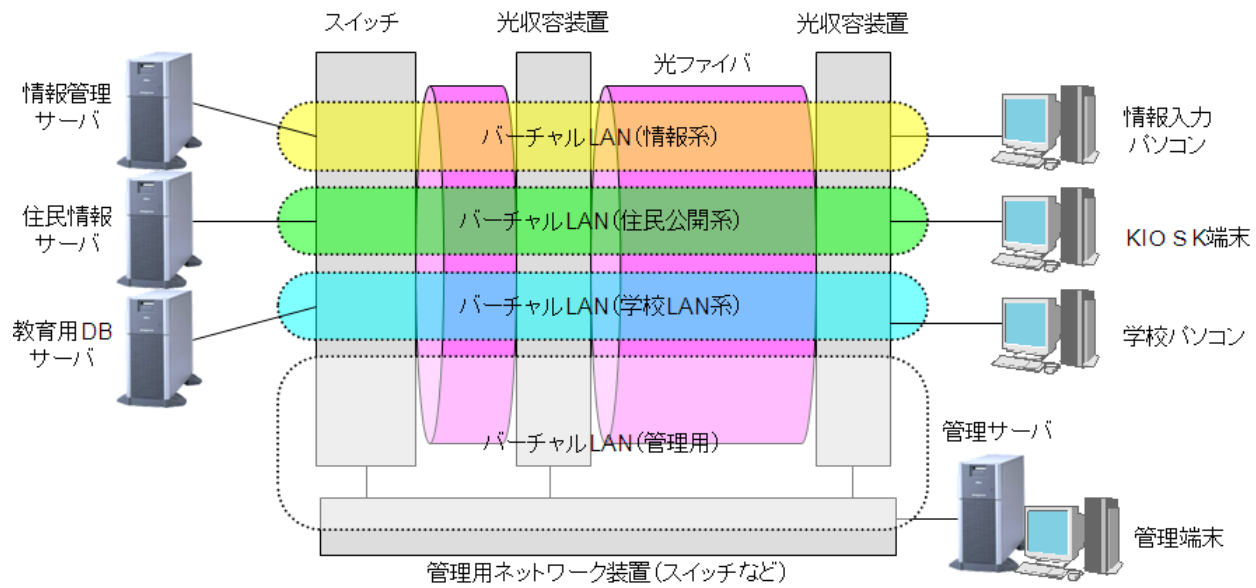 スイッチ
光収容装置
光収容装置
光ファイバ
情報管理
サーバ
バーチャルLAN(情報系)
情報入力
パソコン
住民情報
サーバ
バーチャルLAN(住民公開系)
KIOSK端末
教育用DB
サーバ
バーチャルLAN(学校LAN系)
学校パソコン
バーチャルLAN(管理用)
管理サーバ
管理端末
管理用ネットワーク装置(スイッチなど)